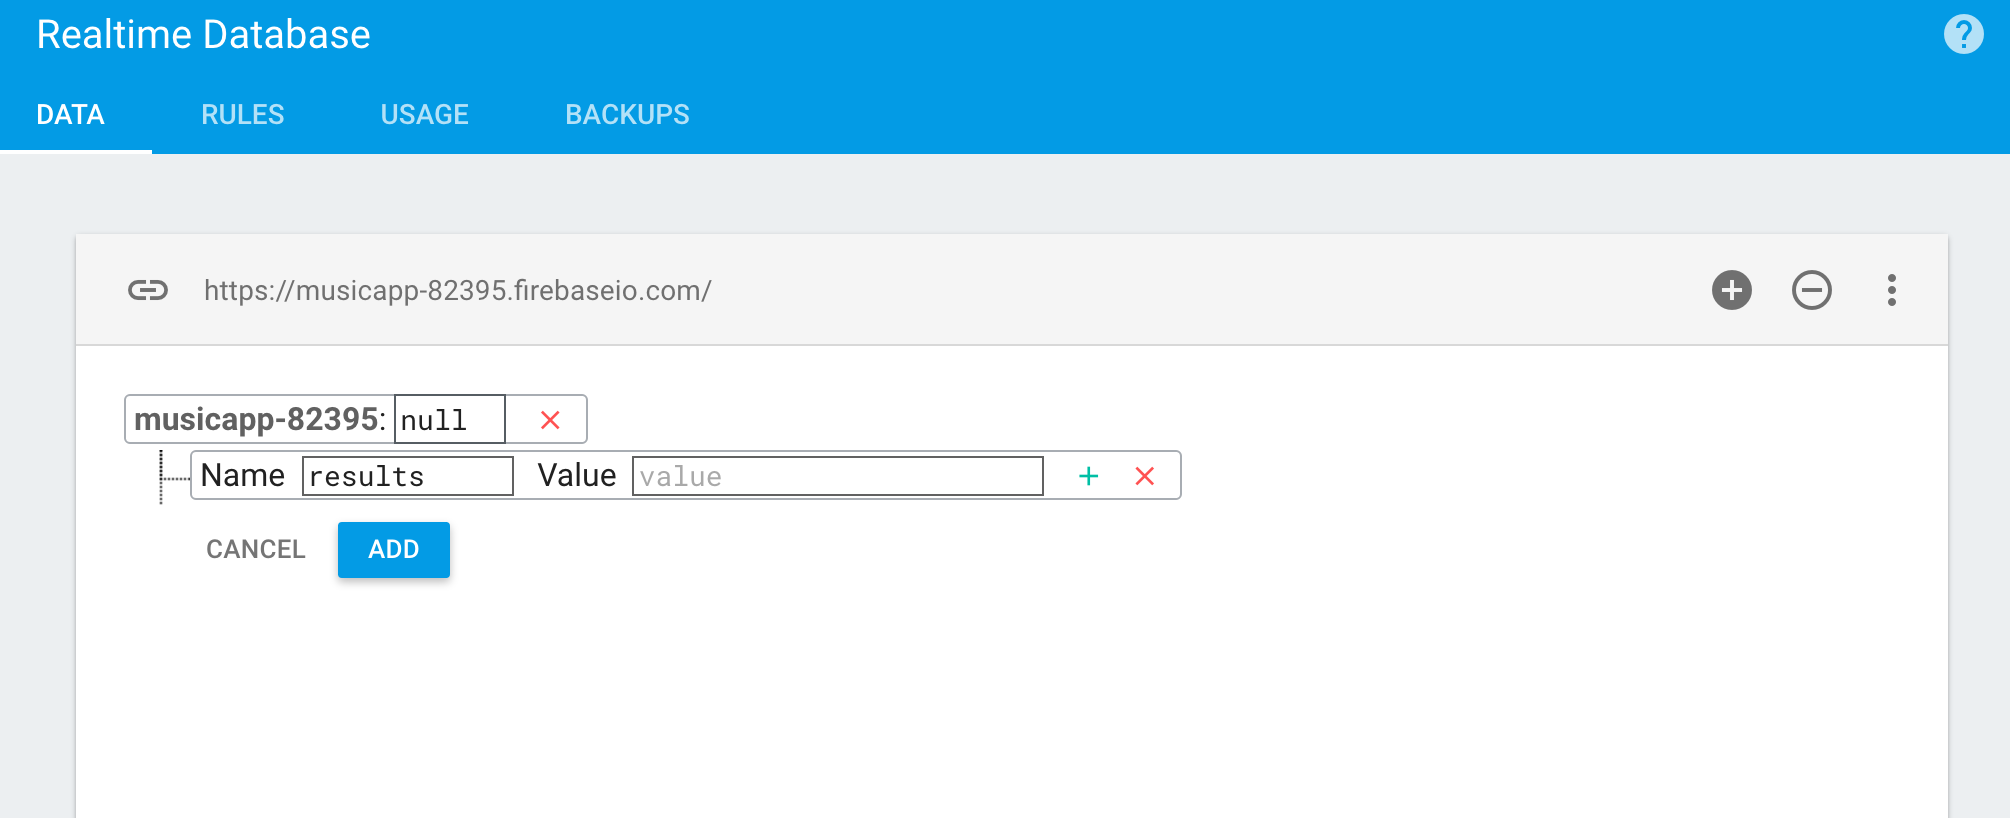 Realtime Database
?
DATA RULES USAGE BACKUPS
https://musicapp-82395.firebaseio.com/
musicapp-82395: null
Name results Value value
CANCEL ADD